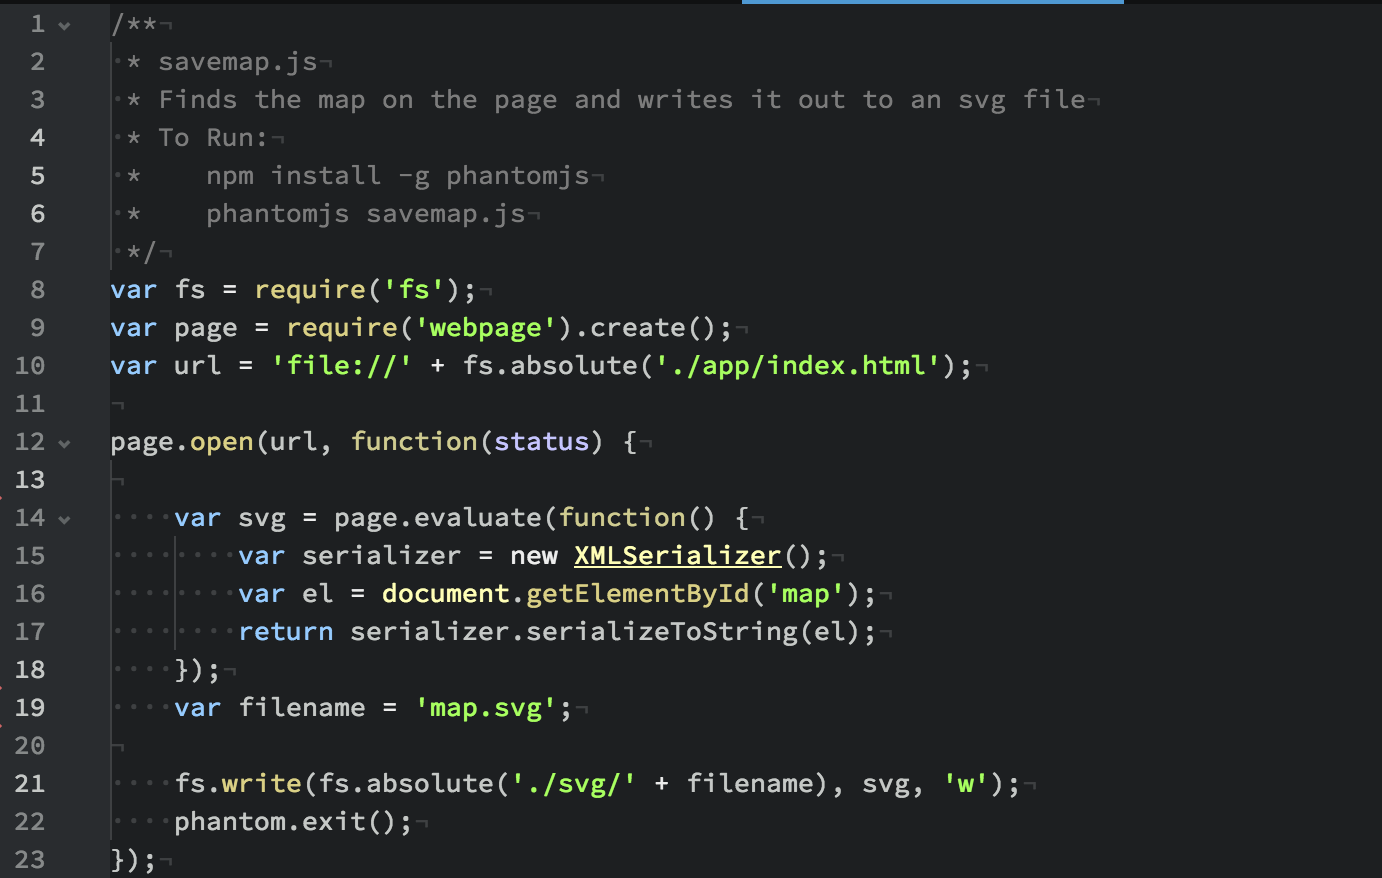 1 /**
2  * savemap.js
3  * Finds the map on the page and writes it out to an svg file
4  * To Run:
5  *    npm install -g phantomjs
6  *    phantomjs savemap.js
7  */
8 var fs = require('fs');
9 var page = require('webpage').create();
10 var url = 'file://' + fs.absolute('./app/index.html');
11
12 page.open(url, function(status) {
13
14     var svg = page.evaluate(function() {
15         var serializer = new XMLSerializer();
16         var el = document.getElementById('map');
17         return serializer.serializeToString(el);
18     });
19     var filename = 'map.svg';
20
21     fs.write(fs.absolute('./svg/' + filename), svg, 'w');
22     phantom.exit();
23 });